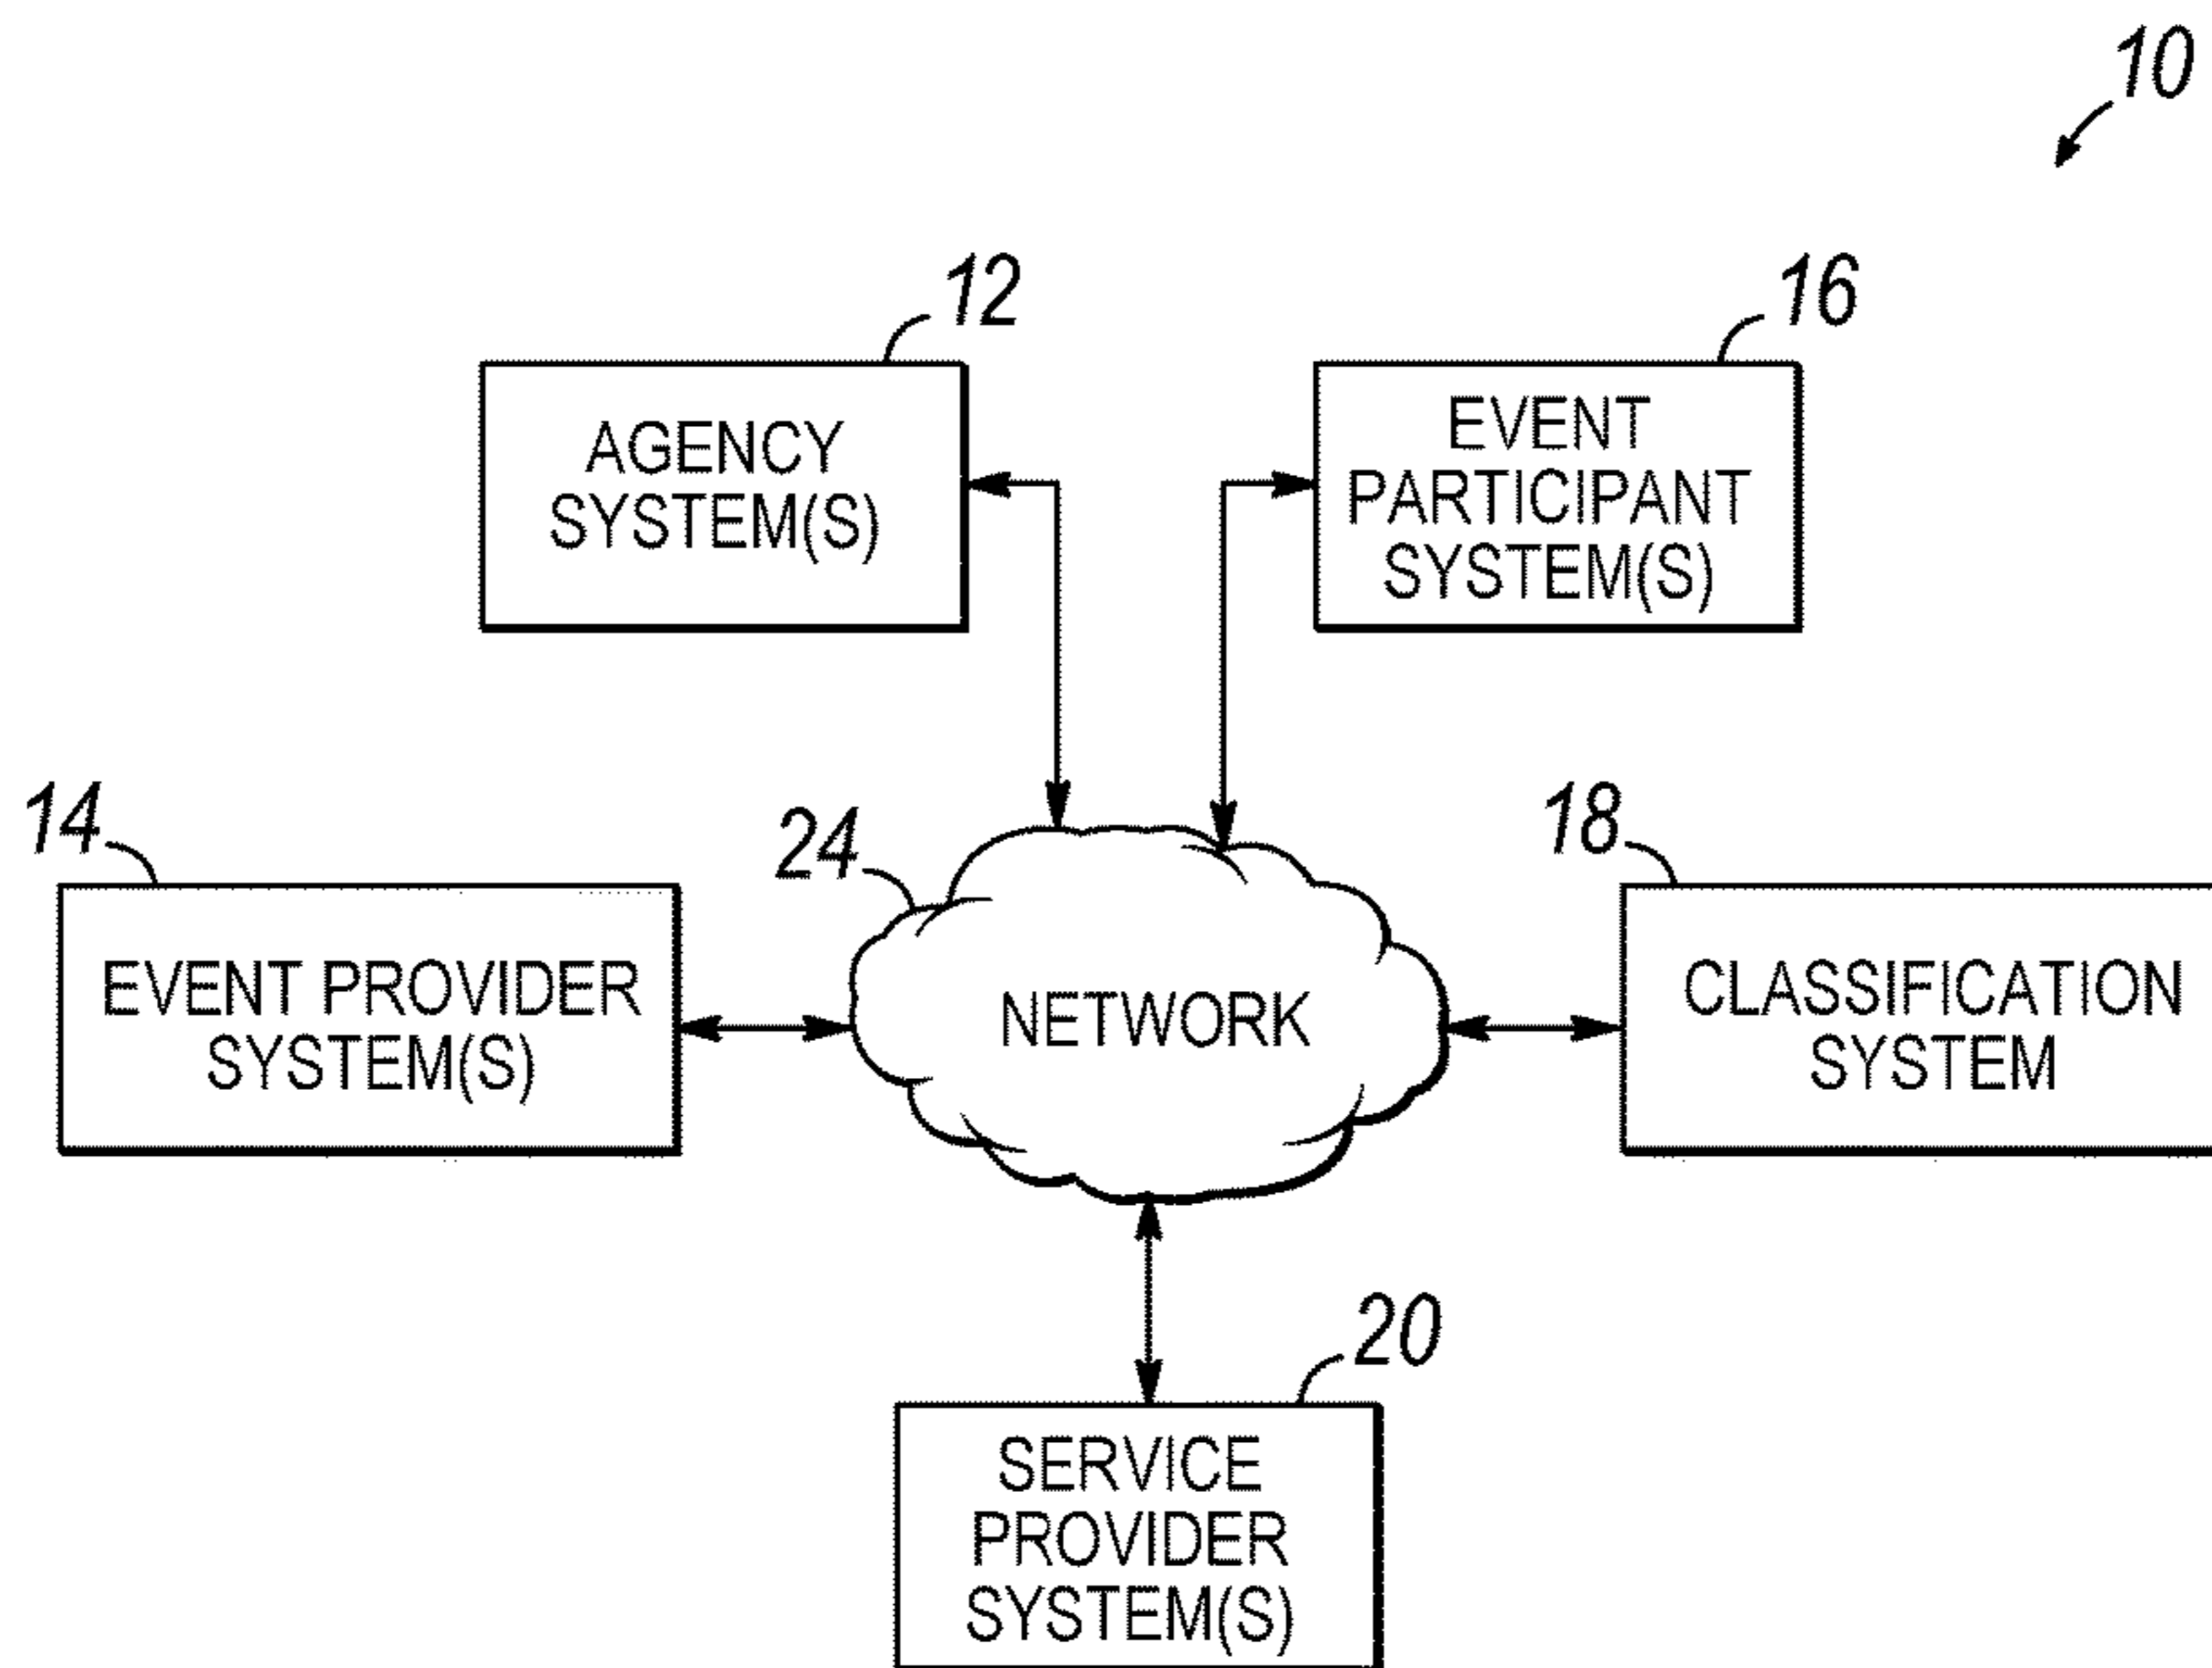 10
12
AGENCY
SYSTEM(S)
16
EVENT
PARTICIPANT
SYSTEM(S)
14
EVENT PROVIDER
SYSTEM(S)
24
NETWORK
18
CLASSIFICATION
SYSTEM
20
SERVICE
PROVIDER
SYSTEM(S)